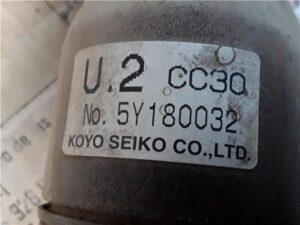 U.2 CC30
No. 5Y180032
KOYO SEIKO CO.,LTD.